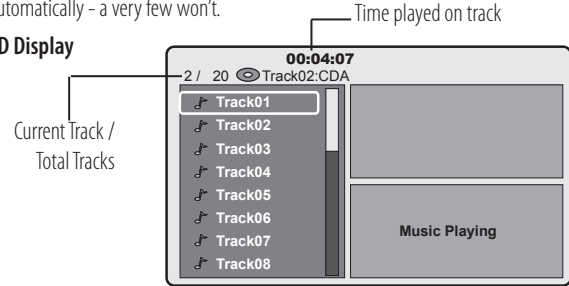 utomatically - a very few won't.
Time played on track
D Display
00:04:07
2 / 20 Track02:CDA
Current Track /
Total Tracks
Track01
Track02
Track03
Track04
Track05
Track06
Track07
Track08
Music Playing